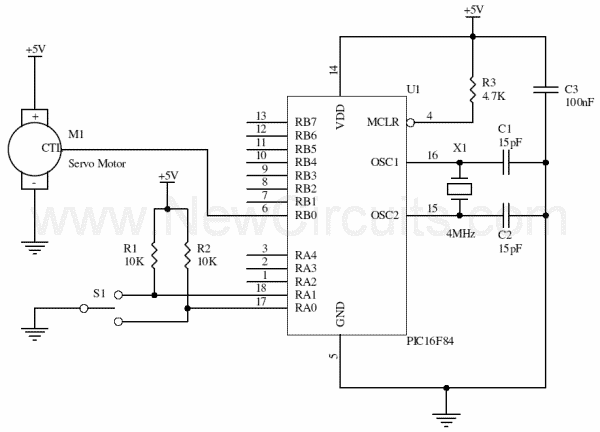 +5V
+5V
14
U1
R3
4.7K
C3
100nF
VDD
MCLR
4
+
M1
CTL
Servo Motor
-
13
RB7
12
RB6
11
RB5
10
RB4
9
RB3
8
RB2
7
RB1
6
RB0
OSC1
16
X1
C1
15pF
OSC2
15
4MHz
C2
15pF
www.NewCircuits.com
+5V
R1
10K
R2
10K
3
RA4
2
RA3
1
RA2
18
RA1
17
RA0
S1
GND
5
PIC16F84